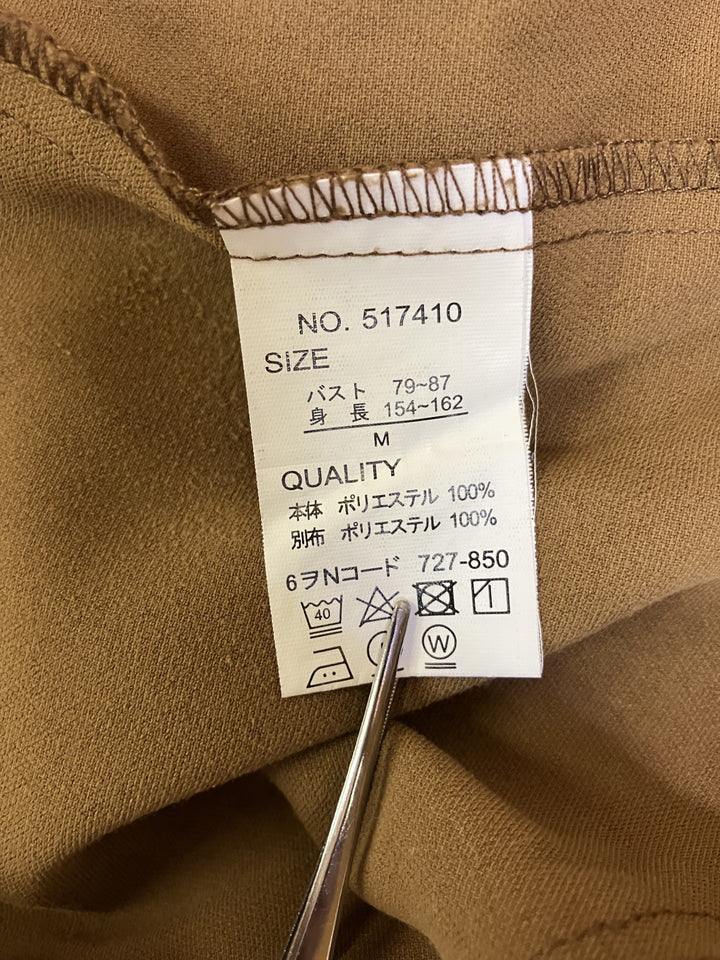 NO. 517410
SIZE
バスト 79~87
身 長 154~162
M
QUALITY
本体 ポリエステル 100%
別布 ポリエステル 100%
6ヲNコード 727-850
40
W